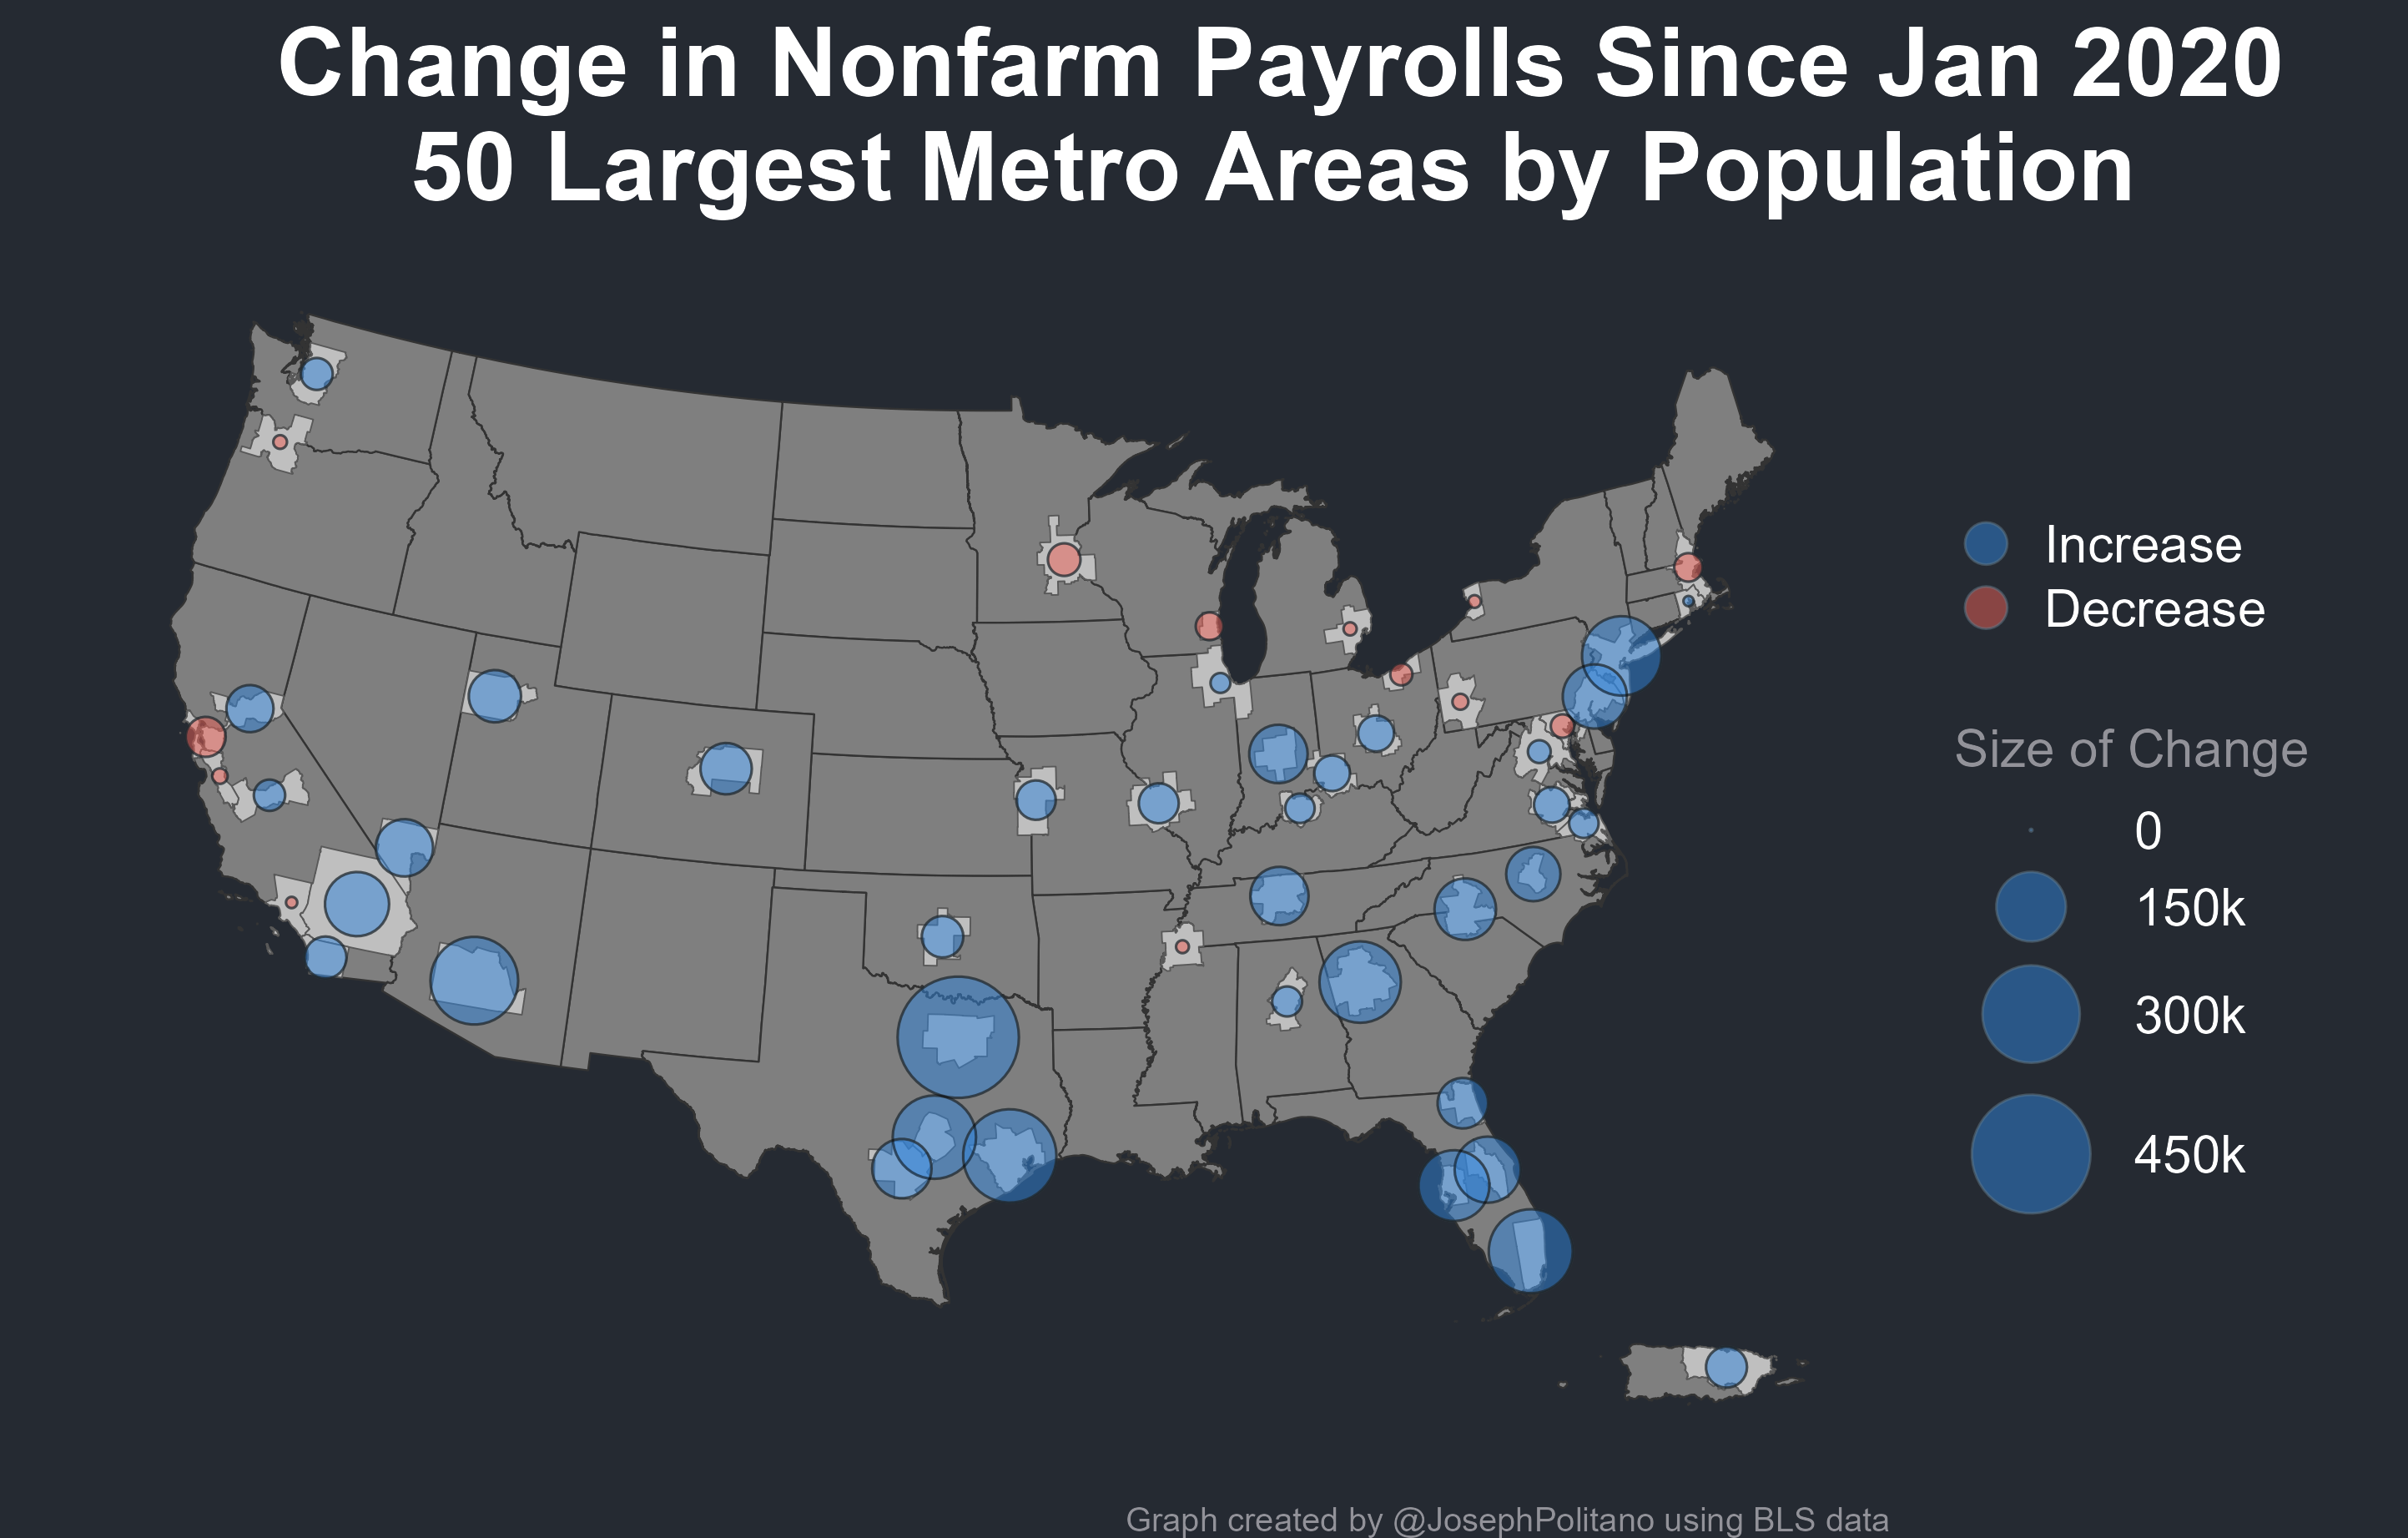 Change in Nonfarm Payrolls Since Jan 2020
50 Largest Metro Areas by Population
Increase
Decrease
Size of Change
0
150k
300k
450k
Graph created by @JosephPolitano using BLS data